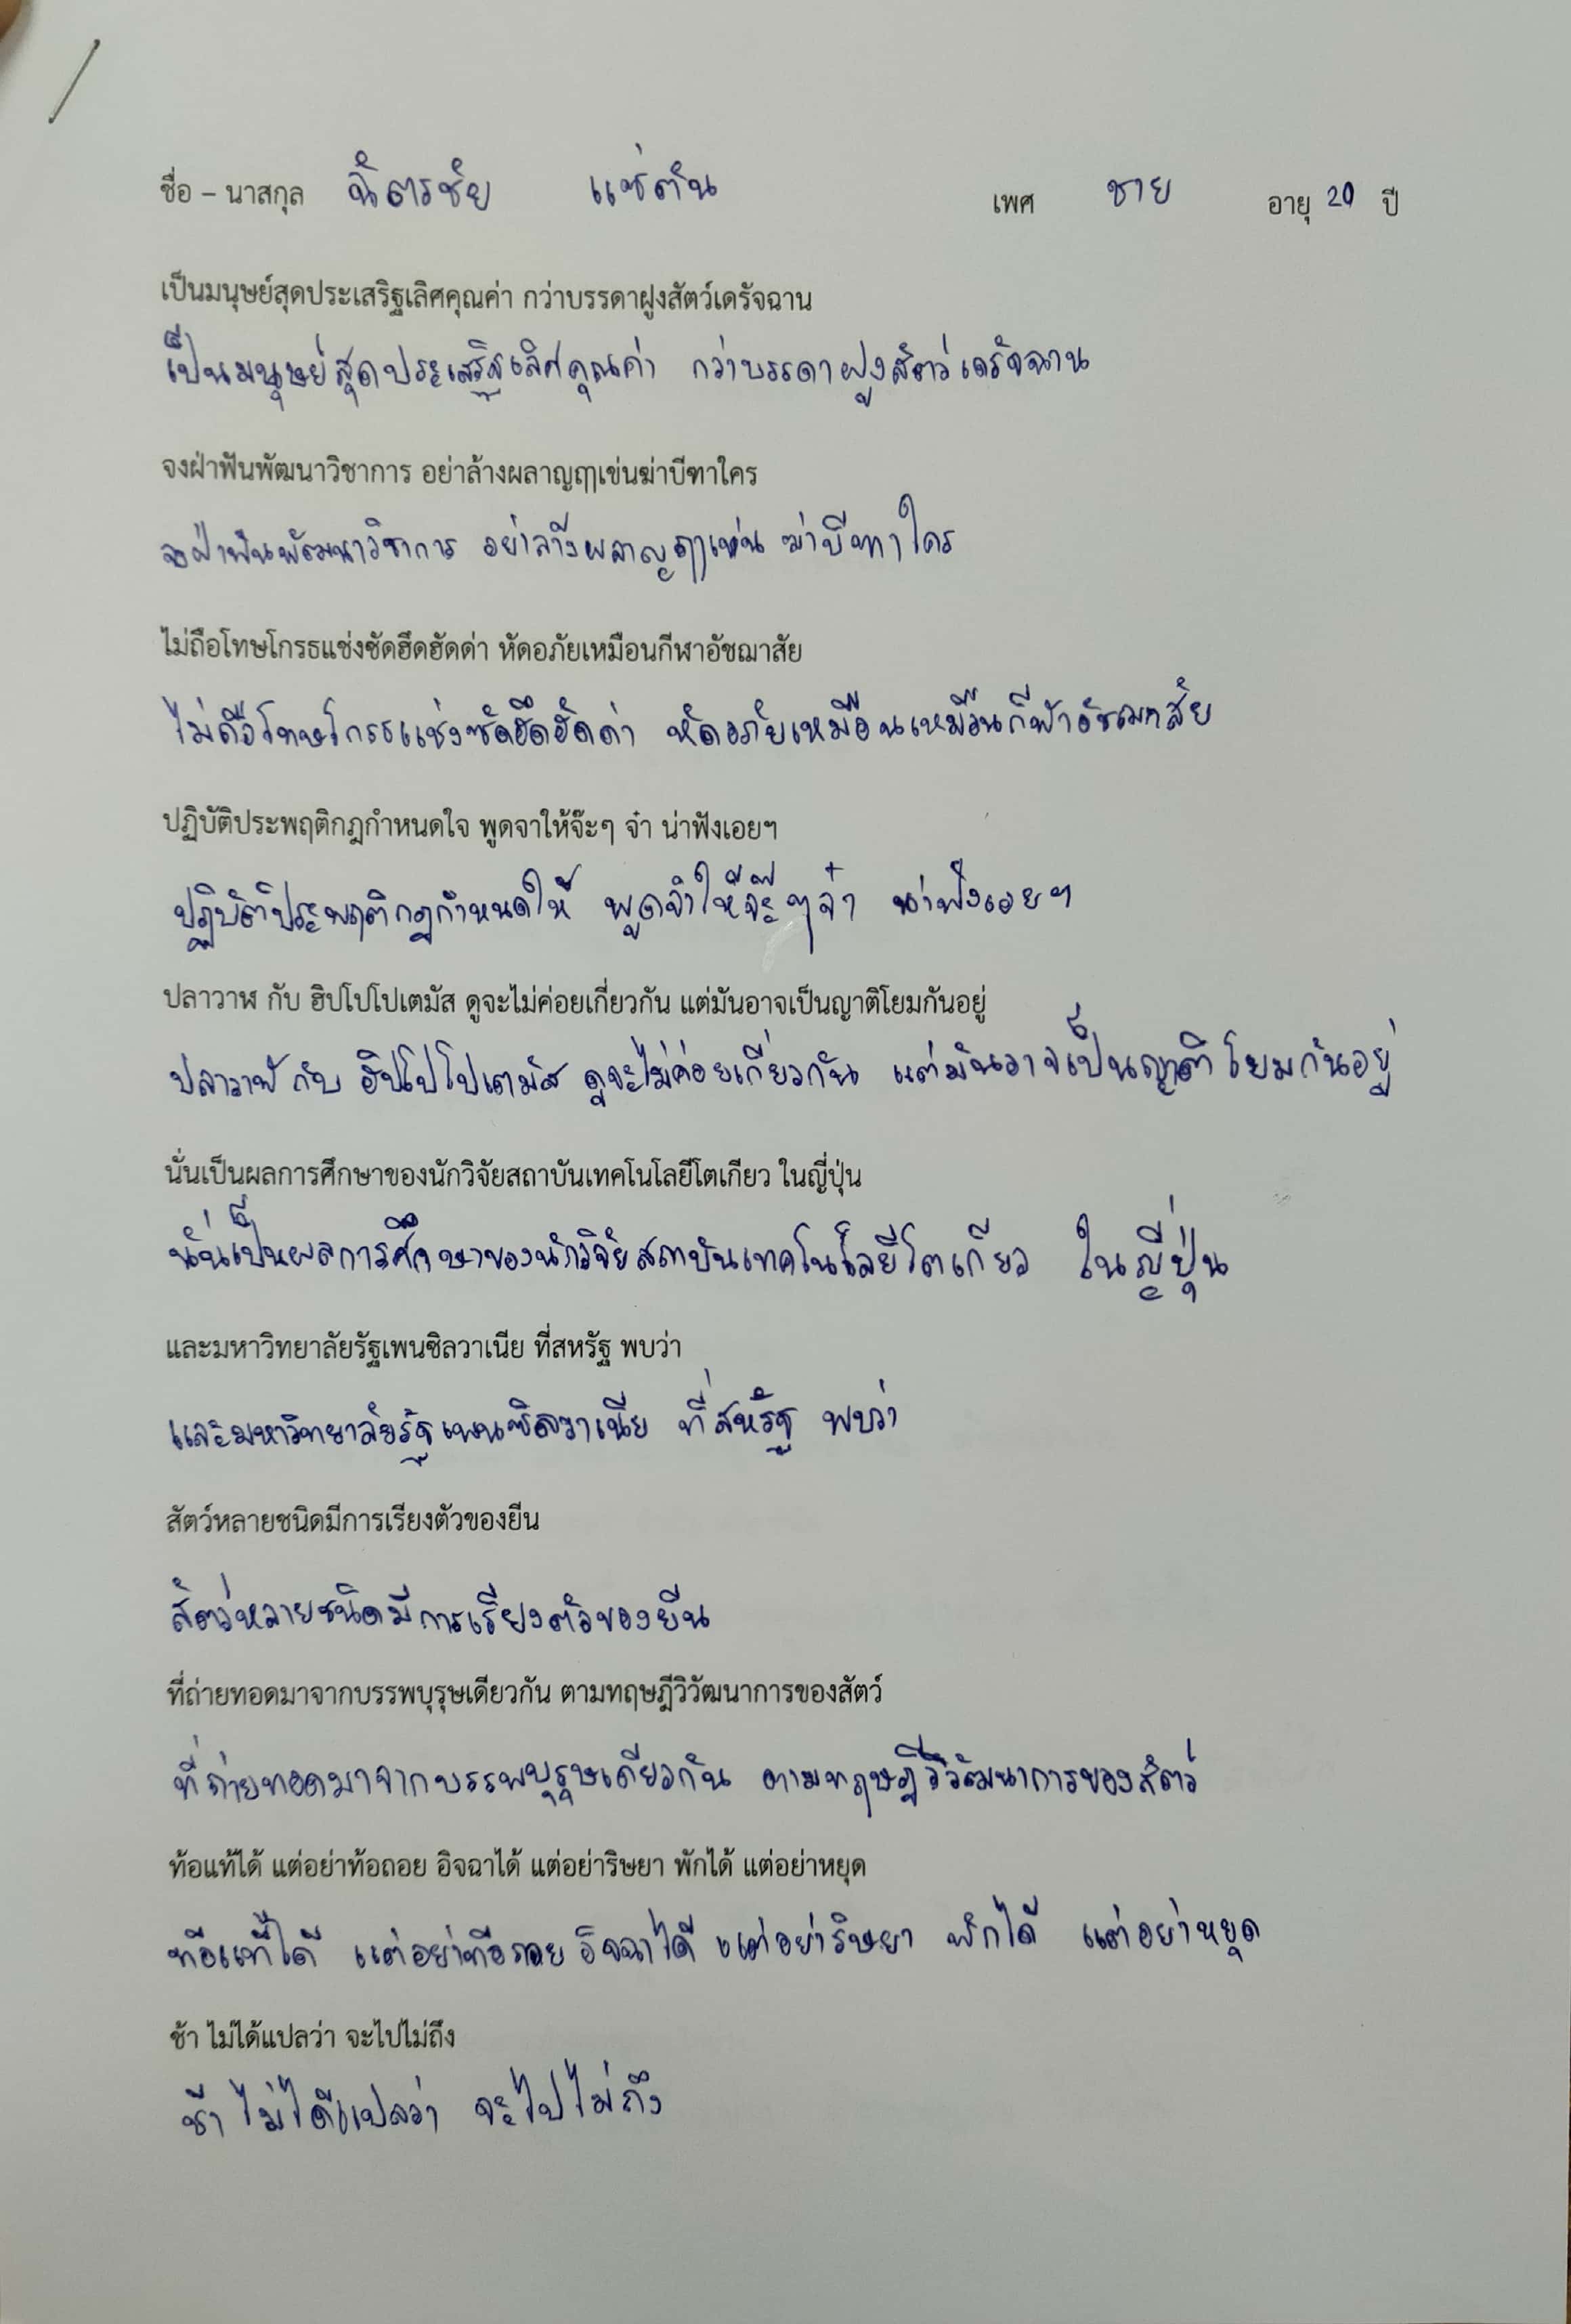 ชื่อ – นาสกุล ฉัตรชัย แซ่ตัน เพศ ชาย อายุ 20 ปี
เป็นมนุษย์สุดประเสริฐเลิศคุณค่า กว่าบรรดาฝูงสัตว์เดรัจฉาน
เป็นมนุษย์สุดประเสริฐเลิศคุณค่า กว่าบรรดาฝูงสัตว์เดรัจฉาน
จงฝ่าฟันพัฒนาวิชาการ อย่าล้างผลาญฤๅเข่นฆ่าบีฑาใคร
จงฝ่าฟันพัฒนาวิชาการ อย่าล้างผลาญฤๅเข่น ฆ่าบีฑาใคร
ไม่ถือโทษโกรธแช่งซัดฮึดฮัดด่า หัดอภัยเหมือนกีฬาอัชฌาสัย
ไม่ถือโทษโกรธแช่งซัดฮึดฮัดด่า หัดอภัยเหมือนเหมือนกีฬาอัชฌาสัย
ปฏิบัติประพฤติกฎกำหนดใจ พูดจาให้จ๊ะๆ จ๋า น่าฟังเอยฯ
ปฏิบัติประพฤติกฎกำหนดให้ พูดจำให้จ๊ะๆจ๋า น่าฟังเอยฯ
ปลาวาฬ กับ ฮิปโปโปเตมัส ดูจะไม่ค่อยเกี่ยวกัน แต่มันอาจเป็นญาติโยมกันอยู่
ปลาวาฬ กับ ฮิปโปโปเตมัส ดูจะไม่ค่อยเกี่ยวกัน แต่มันอาจเป็นญาติโยมกันอยู่
นั่นเป็นผลการศึกษาของนักวิจัยสถาบันเทคโนโลยีโตเกียว ในญี่ปุ่น
นั่นเป็นผลการศึกษาของนักวิจัยสถาบันเทคโนโลยีโตเกียว ในญี่ปุ่น
และมหาวิทยาลัยรัฐเพนซิลวาเนีย ที่สหรัฐ พบว่า
และมหาวิทยาลัยรัฐเพนซิลวาเนีย ที่สหรัฐ พบว่า
สัตว์หลายชนิดมีการเรียงตัวของยีน
สัตว์หลายชนิดมีการเรียงตัวของยีน
ที่ถ่ายทอดมาจากบรรพบุรุษเดียวกัน ตามทฤษฎีวิวัฒนาการของสัตว์
ที่ถ่ายทอดมาจากบรรพบุรุษเดียวกัน ตามทฤษฎีวิวัฒนาการของสัตว์
ท้อแท้ได้ แต่อย่าท้อถอย อิจฉาได้ แต่อย่าริษยา พักได้ แต่อย่าหยุด
ท้อแท้ได้ แต่อย่าท้อถอย อิจฉาได้ แต่อย่าริษยา พักได้ แต่อย่าหยุด
ช้า ไม่ได้แปลว่า จะไปไม่ถึง
ช้า ไม่ได้แปลว่า จะไปไม่ถึง